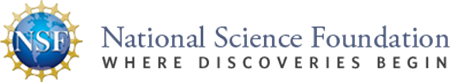 NSF
National Science Foundation
WHERE DISCOVERIES BEGIN